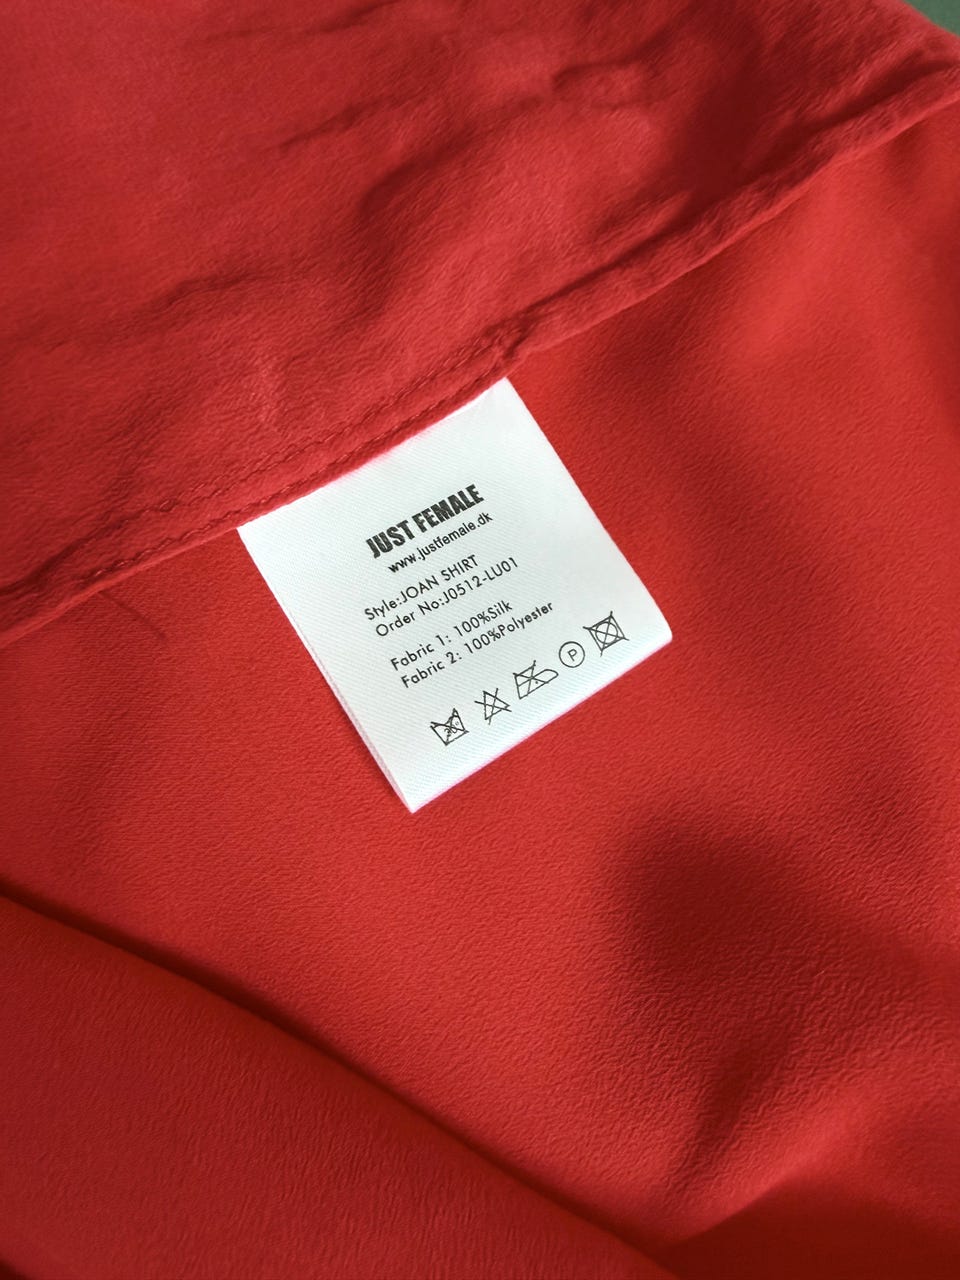 JUST FEMALE
www.justfemale.dk
Style:JOAN SHIRT
Order No:J0512-LU01
Fabric 1: 100%Silk
Fabric 2: 100%Polyester
30° P